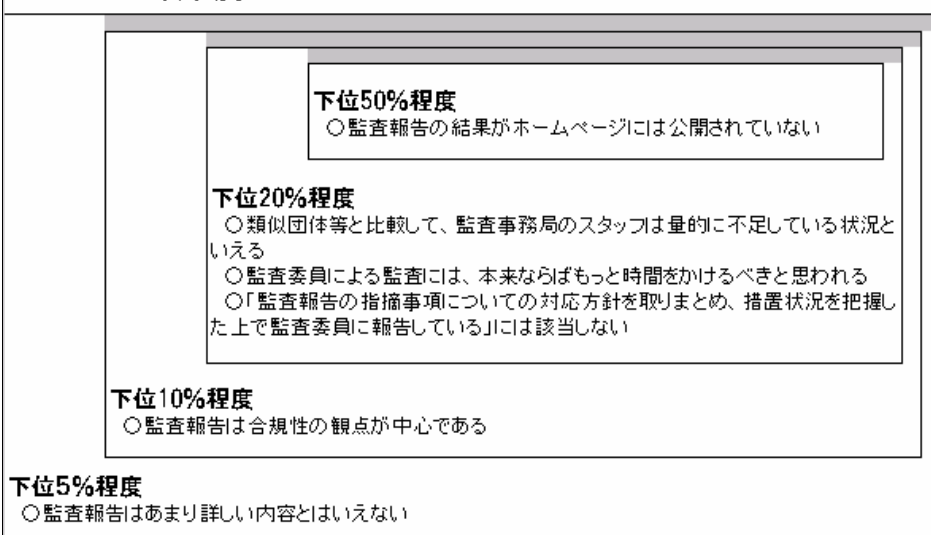 下位50%程度
○監査報告の結果がホームページには公開されていない
下位20%程度
○類似団体等と比較して、監査事務局のスタッフは量的に不足している状況と
いえる
○監査委員による監査には、本来ならばもっと時間をかけるべきと思われる
○「監査報告の指摘事項についての対応方針を取りまとめ、措置状況を把握し
た上で監査委員に報告している」には該当しない
下位10%程度
○監査報告は合規性の観点が中心である
下位5%程度
○監査報告はあまり詳しい内容とはいえない